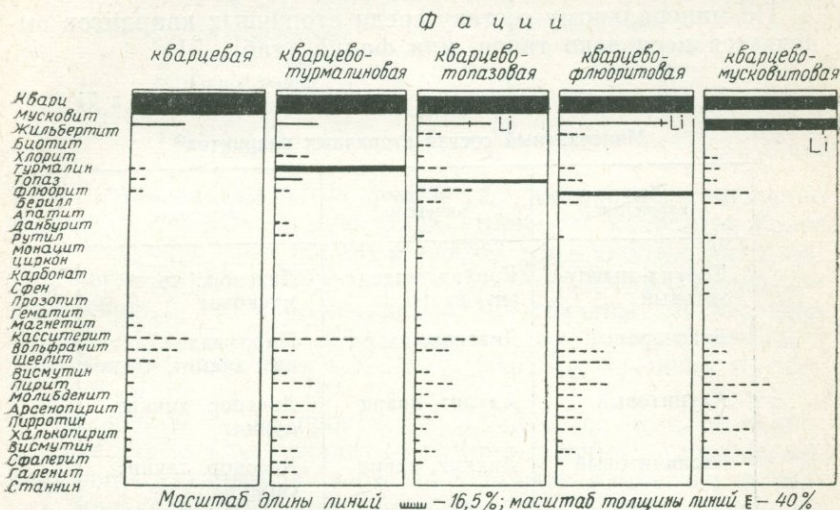 Фации
кварцевая
кварцево-
турмалиновая
кварцево-
топазовая
кварцево-
флюоритовая
кварцево-
мусковитовая
Кварц
Мусковит
Жильбертит
Биотит
Хлорит
Турмалин
Топаз
Флюорит
Берилл
Апатит
Данбурит
Рутил
Монацит
Циркон
Карбонат
Сфен
Прозопит
Гематит
Магнетит
Касситерит
Вольфрамит
Шеелит
Висмутин
Пирит
Молибденит
Арсенопирит
Пирротин
Халькопирит
Висмутин
Сфалерит
Галенит
Станнин
Li
Li
Li
Масштаб длины линий – 16,5%; масштаб толщины линий – 40%